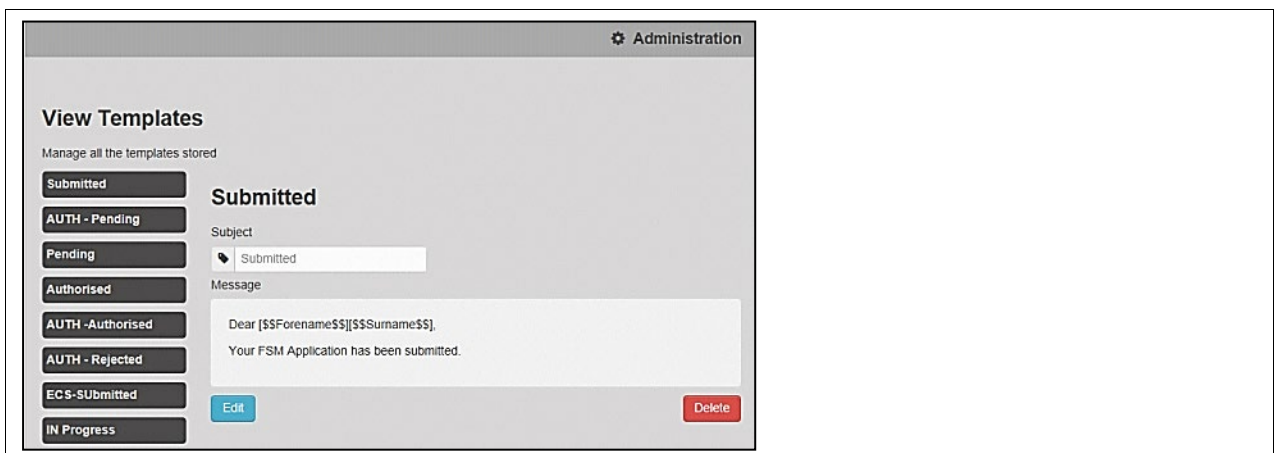 Administration
View Templates
Manage all the templates stored
Submitted
AUTH - Pending
Pending
Authorised
AUTH -Authorised
AUTH - Rejected
ECS-SUbmitted
IN Progress
Submitted
Subject
Submitted
Message
Dear [$$Forename$$][$$Surname$$],
Your FSM Application has been submitted.
Edit
Delete